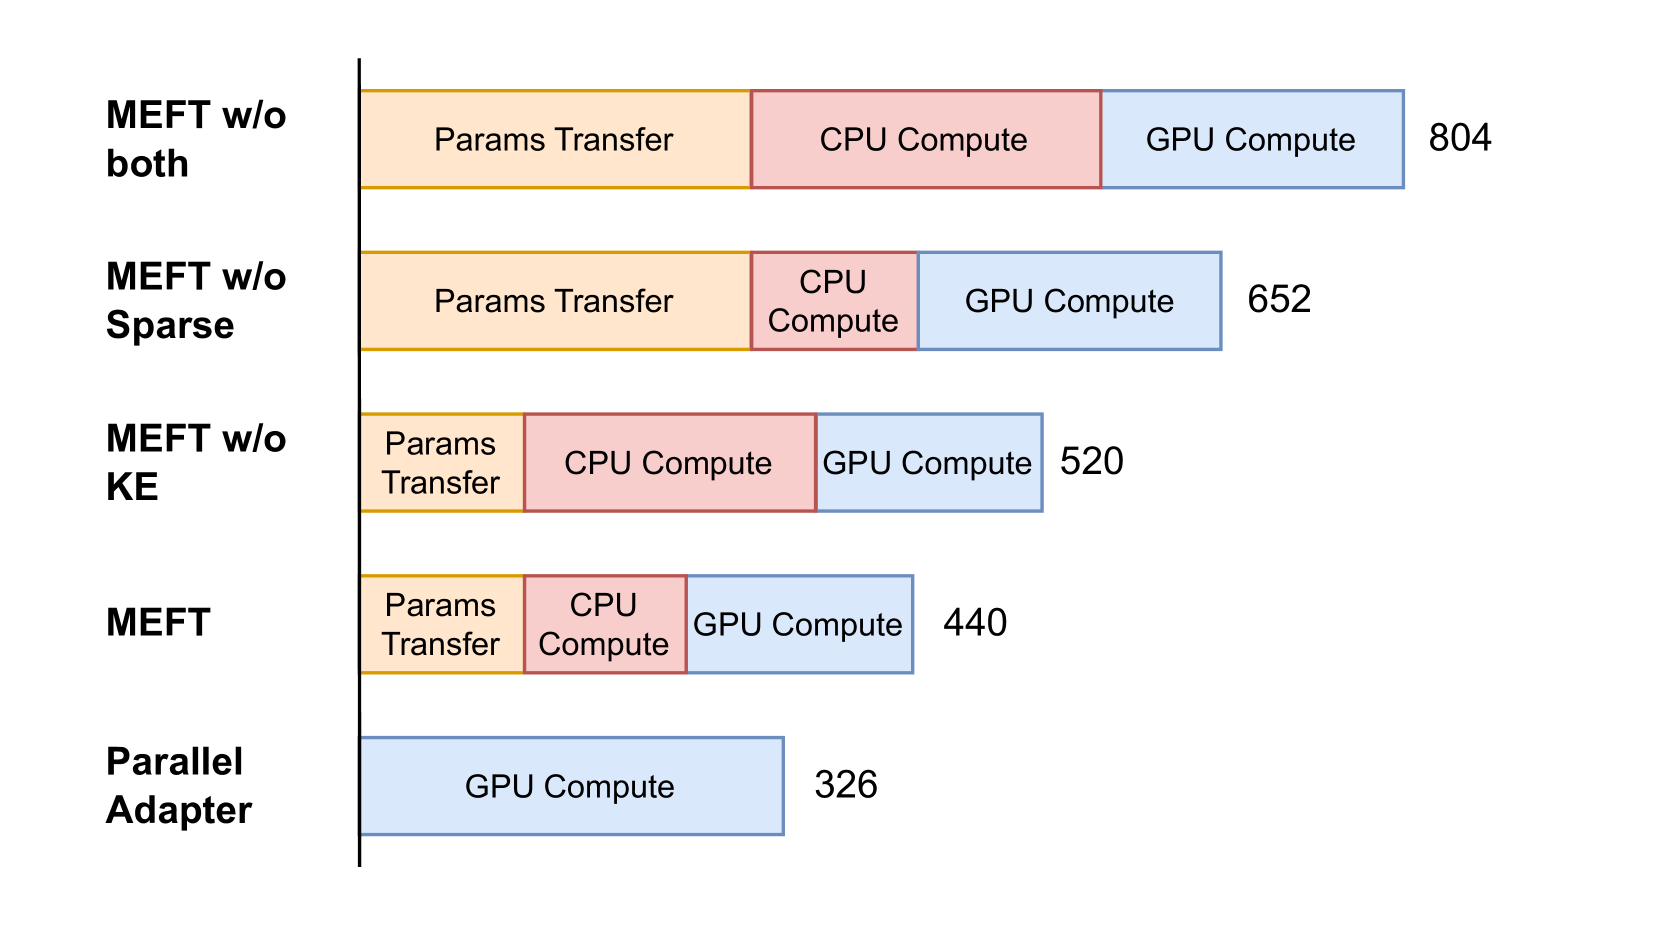 MEFT w/o
both
Params Transfer
CPU Compute
GPU Compute
804
MEFT w/o
Sparse
Params Transfer
CPU
Compute
GPU Compute
652
MEFT w/o
KE
Params
Transfer
CPU Compute
GPU Compute
520
MEFT
Params
Transfer
CPU
Compute
GPU Compute
440
Parallel
Adapter
GPU Compute
326